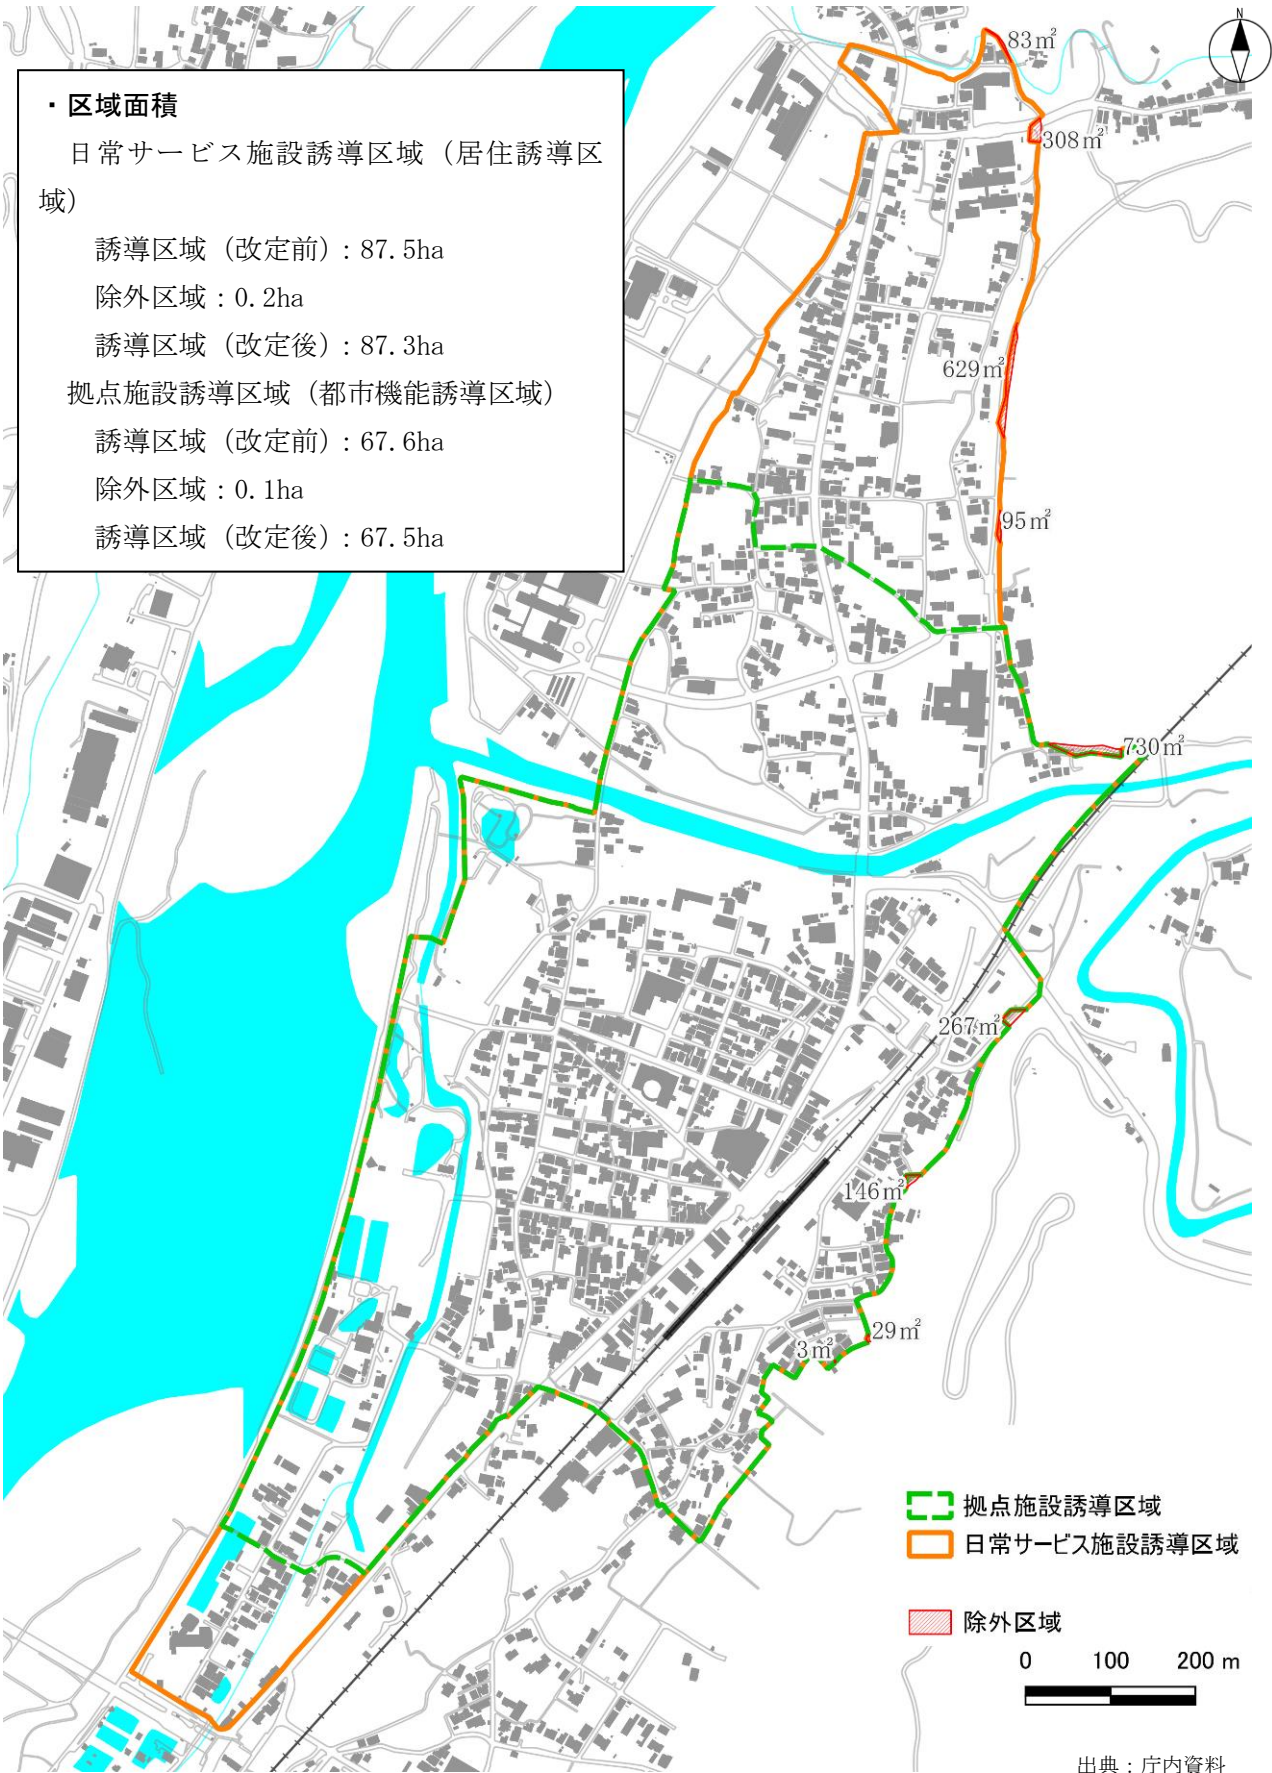 N
・区域面積
日常サービス施設誘導区域（居住誘導区
域）
誘導区域（改定前）：87.5ha
除外区域：0.2ha
誘導区域（改定後）：87.3ha
拠点施設誘導区域（都市機能誘導区域）
誘導区域（改定前）：67.6ha
除外区域：0.1ha
誘導区域（改定後）：67.5ha
83㎡
308㎡
629㎡
95㎡
730㎡
267㎡
146㎡
29㎡
3㎡
拠点施設誘導区域
日常サービス施設誘導区域
除外区域
0 100 200 m
出典：庁内資料